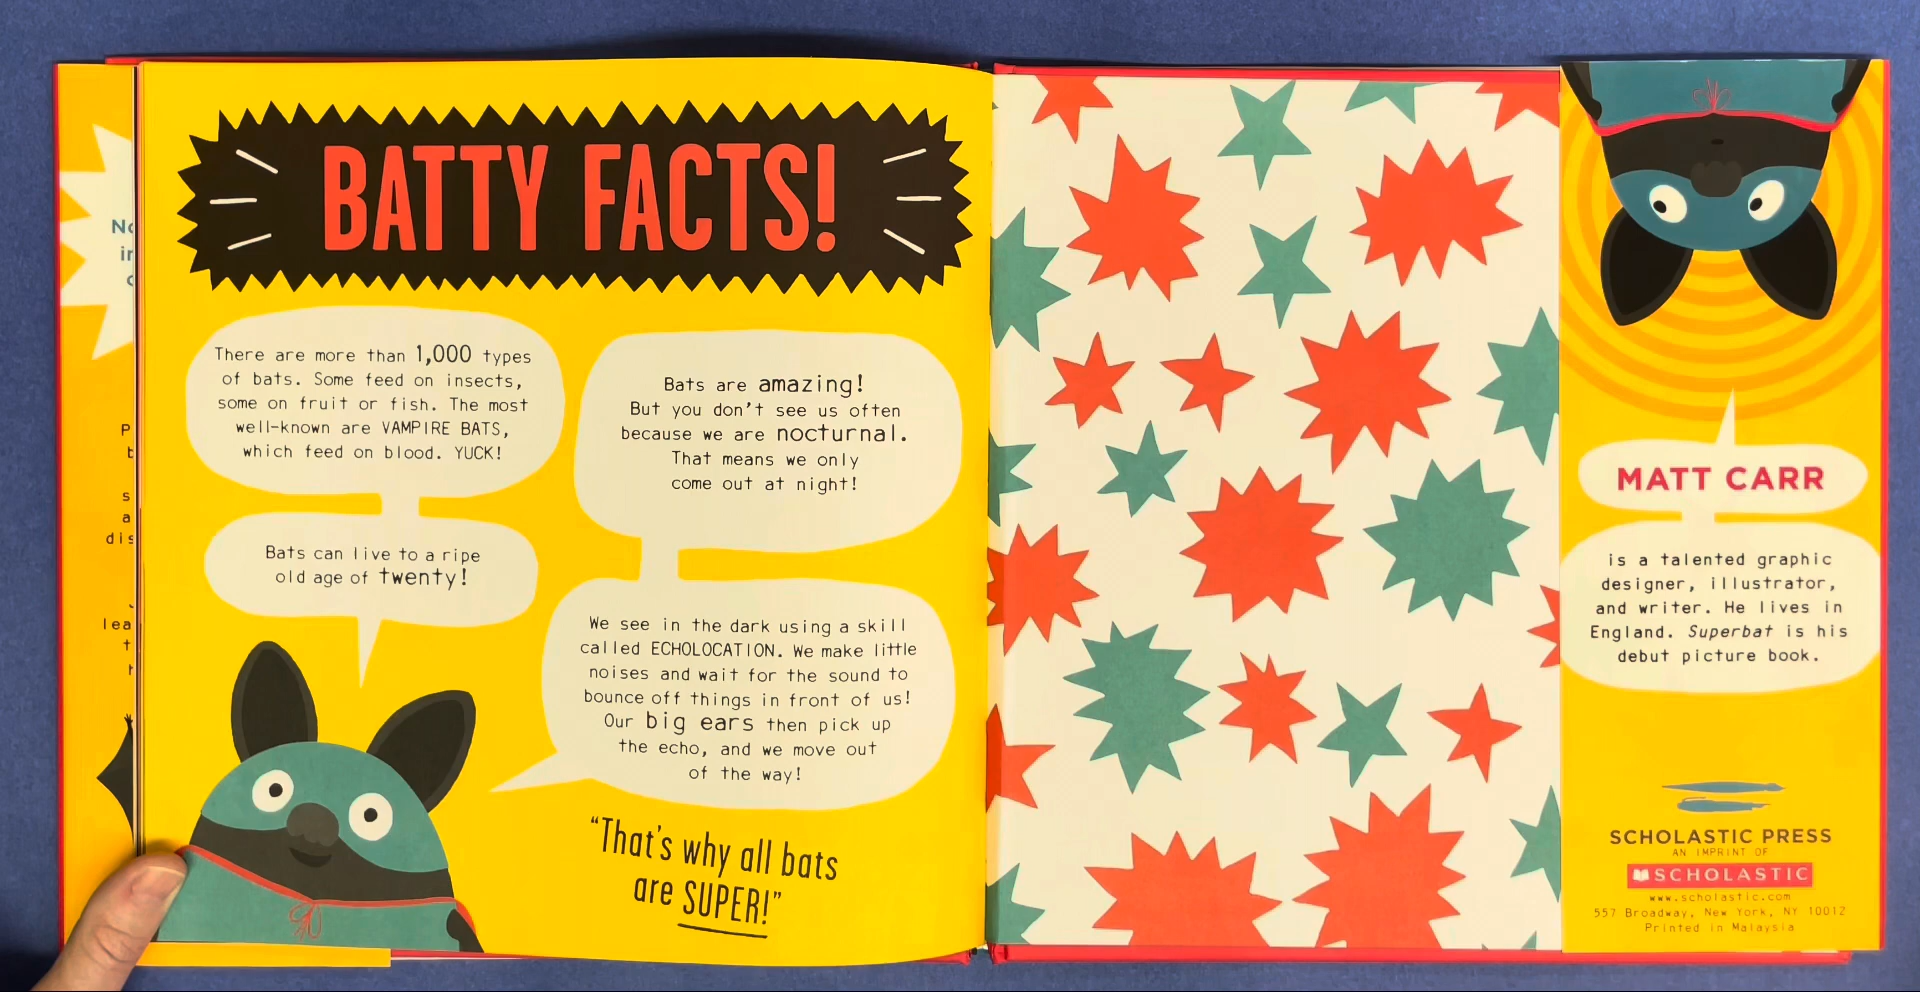 BATTY FACTS!
There are more than 1,000 types
of bats. Some feed on insects,
some on fruit or fish. The most
well-known are VAMPIRE BATS,
which feed on blood. YUCK!
Bats can live to a ripe
old age of twenty!
Bats are amazing!
But you don't see us often
because we are nocturnal.
That means we only
come out at night!
We see in the dark using a skill
called ECHOLOCATION. We make little
noises and wait for the sound to
bounce off things in front of us!
Our big ears then pick up
the echo, and we move out
of the way!
"That's why all bats
are SUPER!"
MATT CARR
is a talented graphic
designer, illustrator,
and writer. He lives in
England. Superbat is his
debut picture book.
SCHOLASTIC PRESS
AN IMPRINT OF
SCHOLASTIC
www.scholastic.com
557 Broadway, New York, NY 10012
Printed in Malaysia